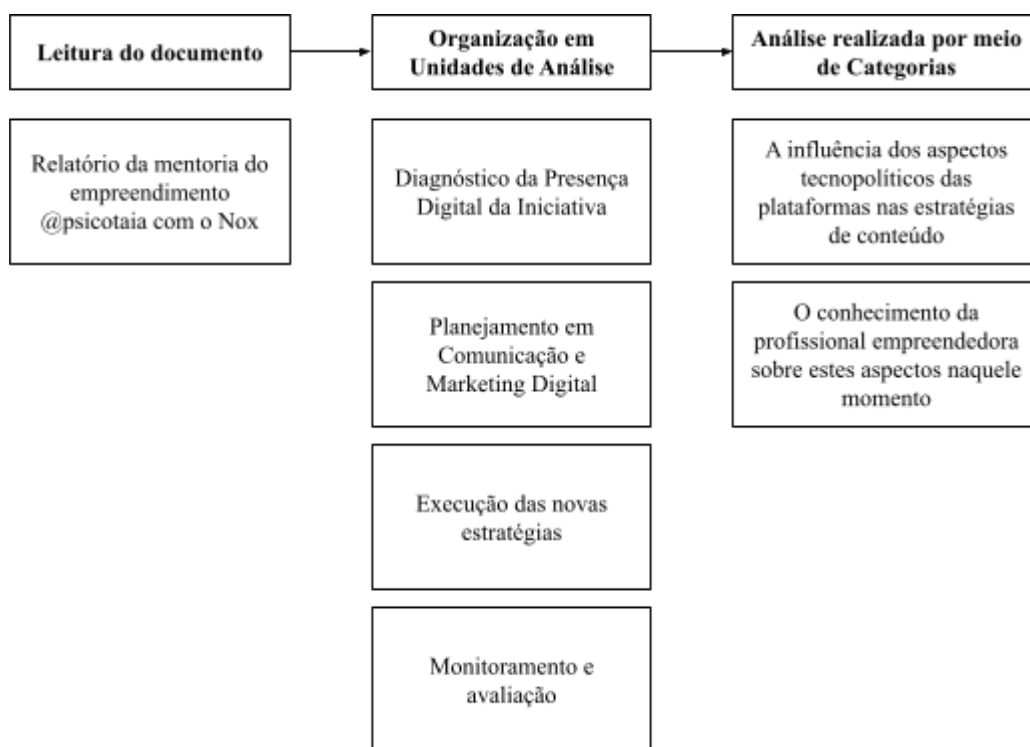 Leitura do documento
Organização em
Unidades de Análise
Análise realizada por meio
de Categorias
Relatório da mentoria do
empreendimento
@psicotaia com o Nox
Diagnóstico da Presença
Digital da Iniciativa
Planejamento em
Comunicação e
Marketing Digital
Execução das novas
estratégias
Monitoramento e
avaliação
A influência dos aspectos
tecnopolíticos das
plataformas nas estratégias
de conteúdo
O conhecimento da
profissional empreendedora
sobre estes aspectos naquele
momento